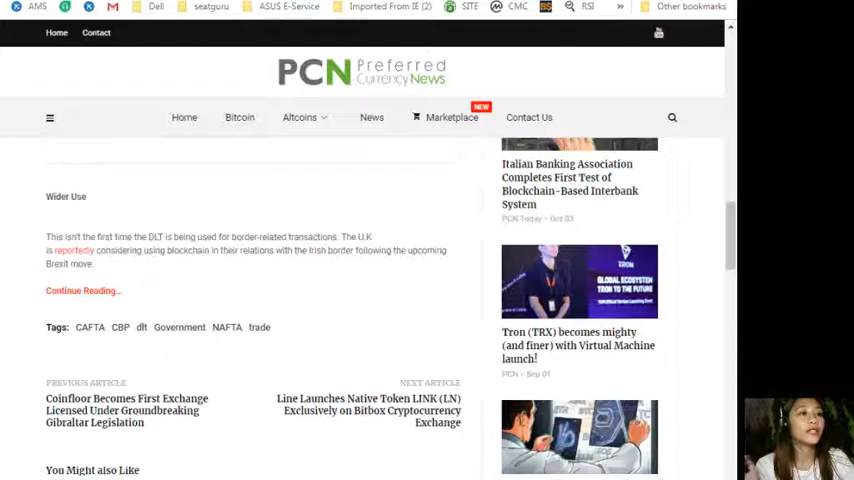 AMS
Dell
seatguru
ASUS E-Service
Imported From IE (2)
SITE
CMC
BS
RSI
»
Other bookmarks
Home
Contact
PCN Preferred
Currency News
NEW
Home
Bitcoin
Altcoins
News
Marketplace
Contact Us
Wider Use
This isn't the first time the DLT is being used for border-related transactions. The U.K
is reportedly considering using blockchain in their relations with the Irish border following the upcoming
Brexit move.
Continue Reading...
Tags: CAFTA CBP dlt Government NAFTA trade
PREVIOUS ARTICLE
Coinfloor Becomes First Exchange
Licensed Under Groundbreaking
Gibraltar Legislation
NEXT ARTICLE
Line Launches Native Token LINK (LN)
Exclusively on Bitbox Cryptocurrency
Exchange
You Might also Like
Italian Banking Association
Completes First Test of
Blockchain-Based Interbank
System
PCN Today - Oct 03
TRON
GLOBAL ECOSYSTEM
TRON TO THE FUTURE
Tron (TRX) becomes mighty
(and finer) with Virtual Machine
launch!
PCN - Sep 01